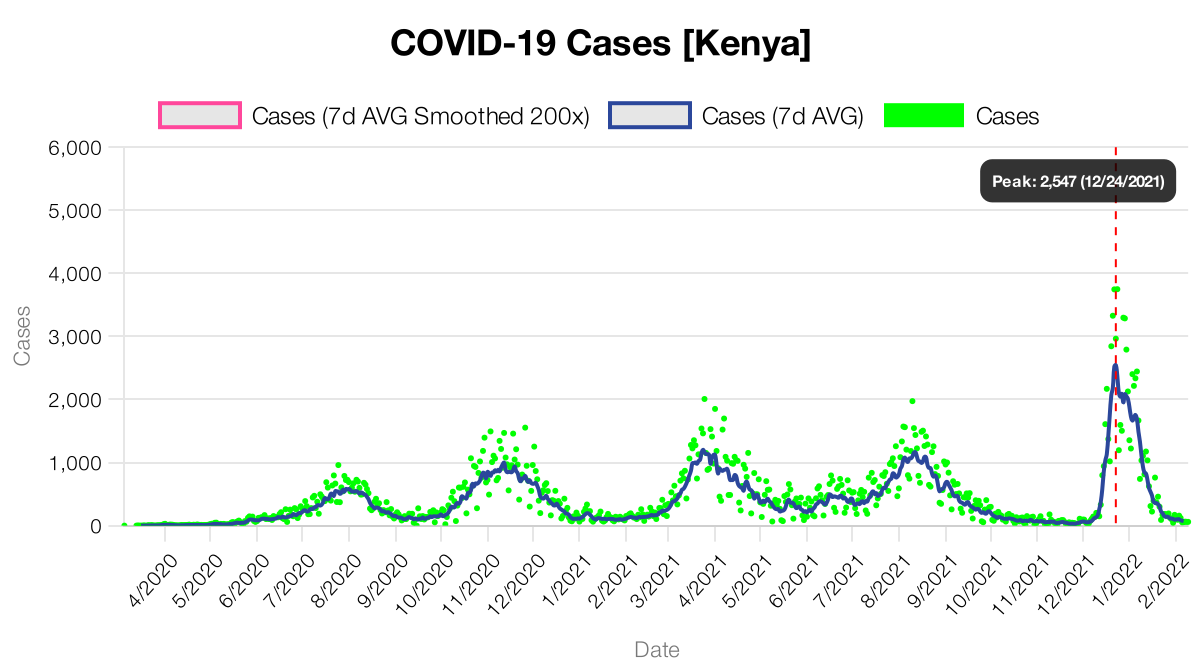 COVID-19 Cases [Kenya]
Cases (7d AVG Smoothed 200x) Cases (7d AVG) Cases
6,000
Peak: 2,547 (12/24/2021)
5,000
4,000
3,000
2,000
1,000
0
Cases
4/2020 5/2020 6/2020 7/2020 8/2020 9/2020 10/2020 11/2020 12/2020 1/2021 2/2021 3/2021 4/2021 5/2021 6/2021 7/2021 8/2021 9/2021 10/2021 11/2021 12/2021 1/2022 2/2022
Date